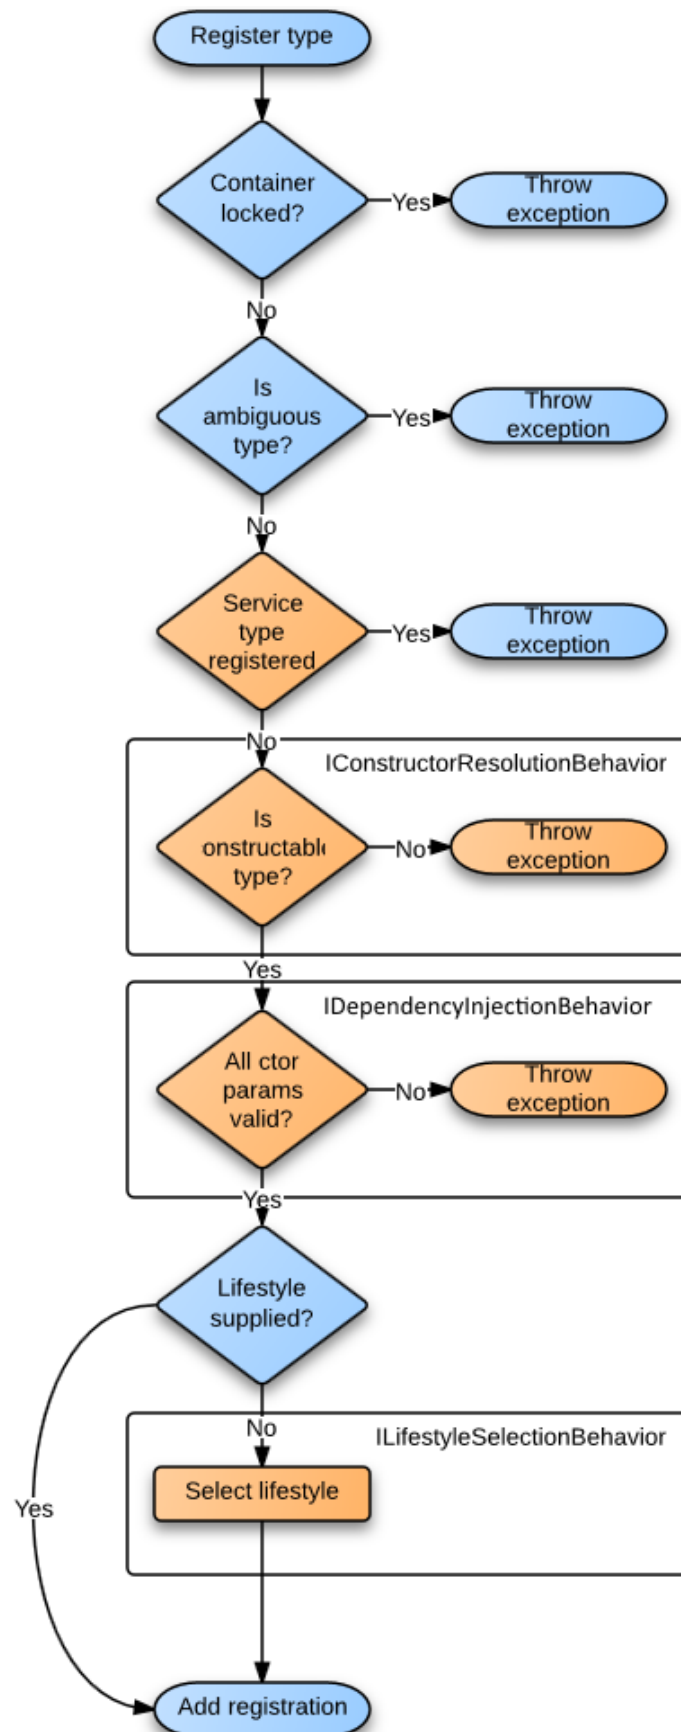 Register type
Container
locked?
Yes
Throw
exception
No
Is
ambiguous
type?
Yes
Throw
exception
No
Service
type
registered
Yes
Throw
exception
No
IConstructorResolutionBehavior
Is
onstructabl
type?
No
Throw
exception
Yes
IDependencyInjectionBehavior
All ctor
params
valid?
No
Throw
exception
Yes
Lifestyle
supplied?
No
ILifestyleSelectionBehavior
Select lifestyle
Yes
Add registration